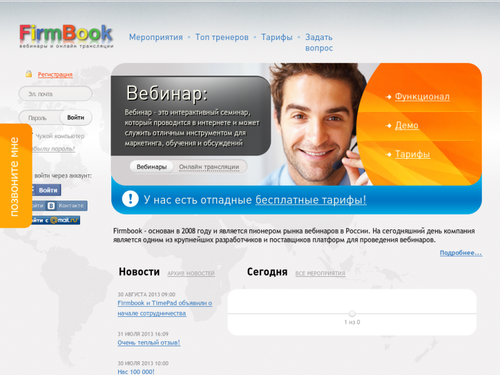 FirmBook
вебинары и онлайн трансляции
Мероприятия • Топ тренеров • Тарифы • Задать вопрос
Регистрация
Эл. почта
Пароль Войти
Чужой компьютер
были пароль?
войти через аккаунт:
Войти Facebook
Войти В Контакте
Войти с @mail.ru
позвоните мне
Вебинар:
Вебинар - это интерактивный семинар,
который проводится в интернете и может
служить отличным инструментом для
маркетинга, обучения и обсуждений
Вебинары Онлайн трансляции
Функционал
Демо
Тарифы
У нас есть отпадные бесплатные тарифы!
Firmbook - основан в 2008 году и является пионером рынка вебинаров в России. На сегодняшний день компания
является одним из крупнейших разработчиков и поставщиков платформ для проведения вебинаров.
Подробнее...
Новости АРХИВ НОВОСТЕЙ
30 АВГУСТА 2013 09:00
Firmbook и TimePad объявили о
начале сотрудничества
31 ИЮЛЯ 2013 16:09
Очень теплый отзыв!
30 ИЮЛЯ 2013 10:00
Нас 100 000!
Сегодня ВСЕ МЕРОПРИЯТИЯ
1 из 0